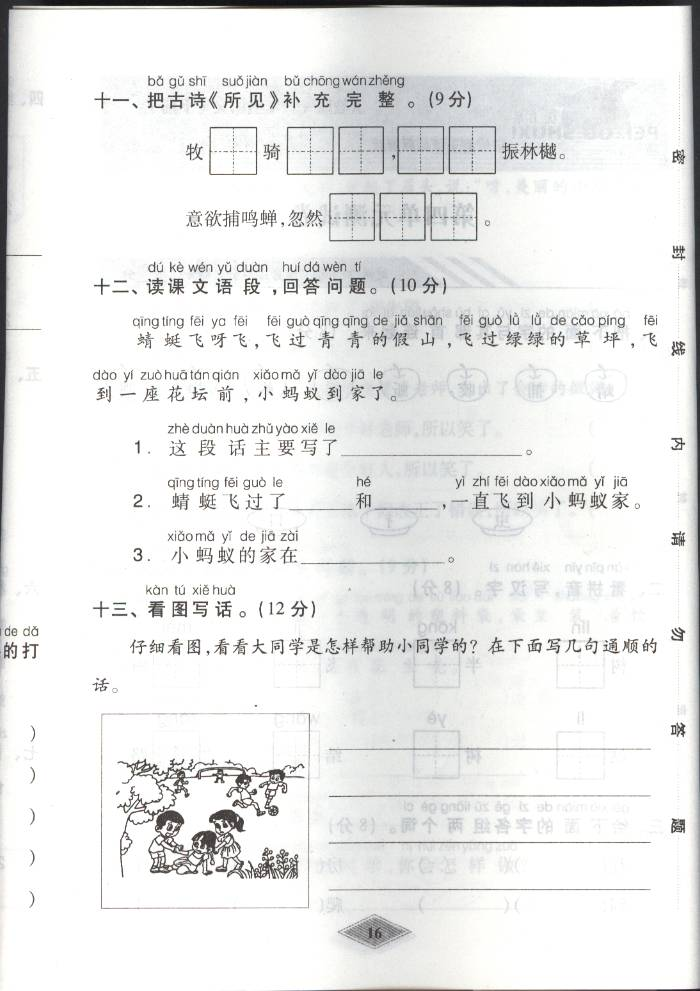 bǎ gǔ shī suǒ jiàn bǔ chōng wán zhěng
十一、把古诗《所见》补充完整。(9分)
牧 骑 , 振林樾。
意欲捕鸣蝉,忽然 。
dú kè wén yǔ duàn huí dá wèn tí
十二、读课文语段,回答问题。(10分)
qīng tíng fēi ya fēi fēi guò qīng qīng de jiǎ shān fēi guò lǜ lǜ de cǎo píng fēi
蜻蜓飞呀飞,飞过青青的假山,飞过绿绿的草坪,飞
dào yí zuò huā tán qián xiǎo mǎ yǐ dào jiā le
到一座花坛前,小蚂蚁到家了。
zhè duàn huà zhǔ yào xiě le
1. 这段话主要写了 。
qīng tíng fēi guò le hé yì zhí fēi dào xiǎo mǎ yǐ jiā
2. 蜻蜓飞过了 和 ,一直飞到小蚂蚁家。
xiǎo mǎ yǐ de jiā zài
3. 小蚂蚁的家在 。
kàn tú xiě huà
十三、看图写话。(12分)
仔细看图,看看大同学是怎样帮助小同学的?在下面写几句通顺的
话。
16
密封线内请勿答题
de dǎ
的打
)
)
)
)
)